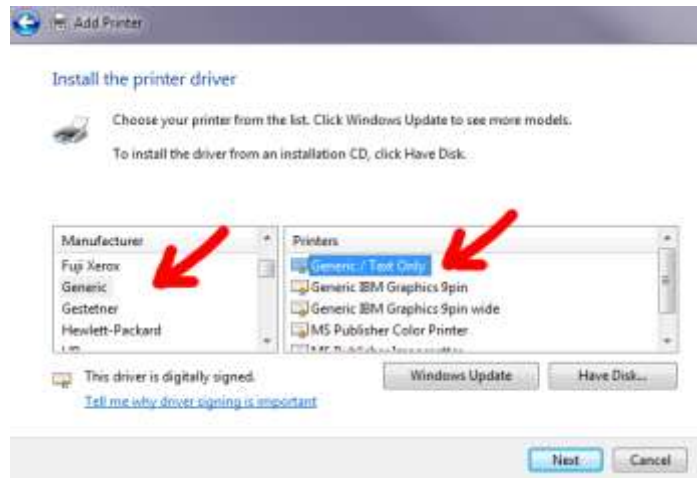 Add Printer
Install the printer driver
Choose your printer from the list. Click Windows Update to see more models.
To install the driver from an installation CD, click Have Disk.
Manufacturer
Fuji Xerox
Generic
Gestetner
Hewlett-Packard
Printers
Generic / Text Only
Generic IBM Graphics 9pin
Generic IBM Graphics 9pin wide
MS Publisher Color Printer
This driver is digitally signed.
Tell me why driver signing is important
Windows Update
Have Disk...
Next
Cancel